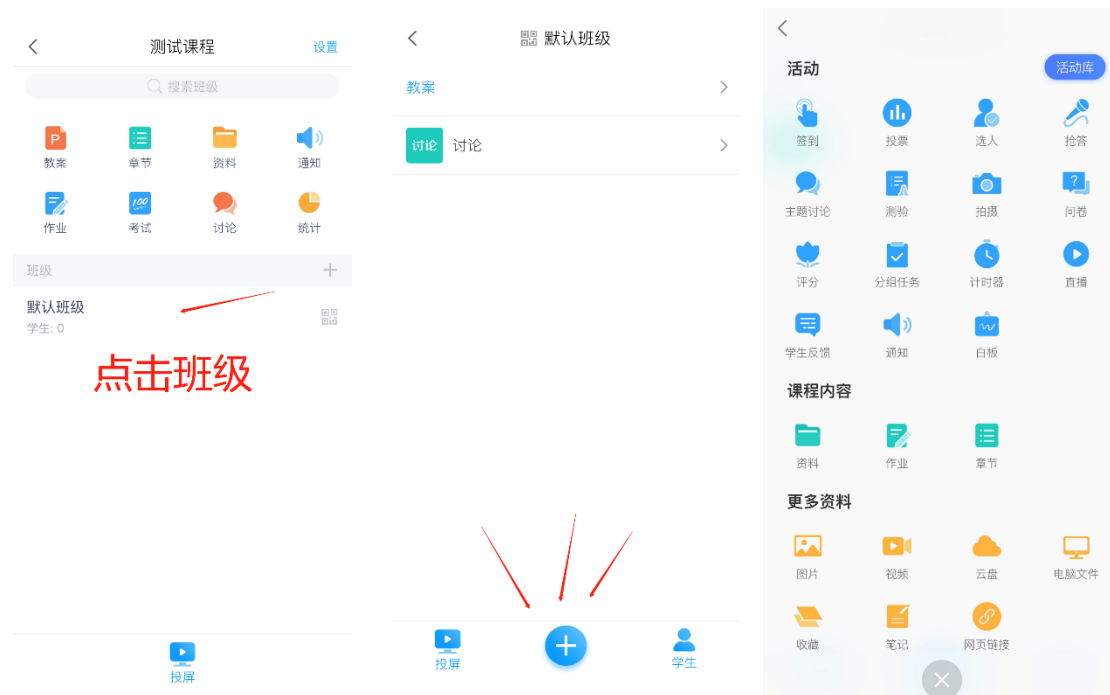 测试课程
设置
搜索班级
教案 章节 资料 通知
作业 考试 讨论 统计
班级
默认班级
学生: 0
点击班级
投屏
默认班级
教案
讨论 讨论
投屏 学生
活动
活动库
签到 投票 选人 抢答
主题讨论 测验 拍摄 问卷
评分 分组任务 计时器 直播
学生反馈 通知 白板
课程内容
资料 作业 章节
更多资料
图片 视频 云盘 电脑文件
收藏 笔记 网页链接